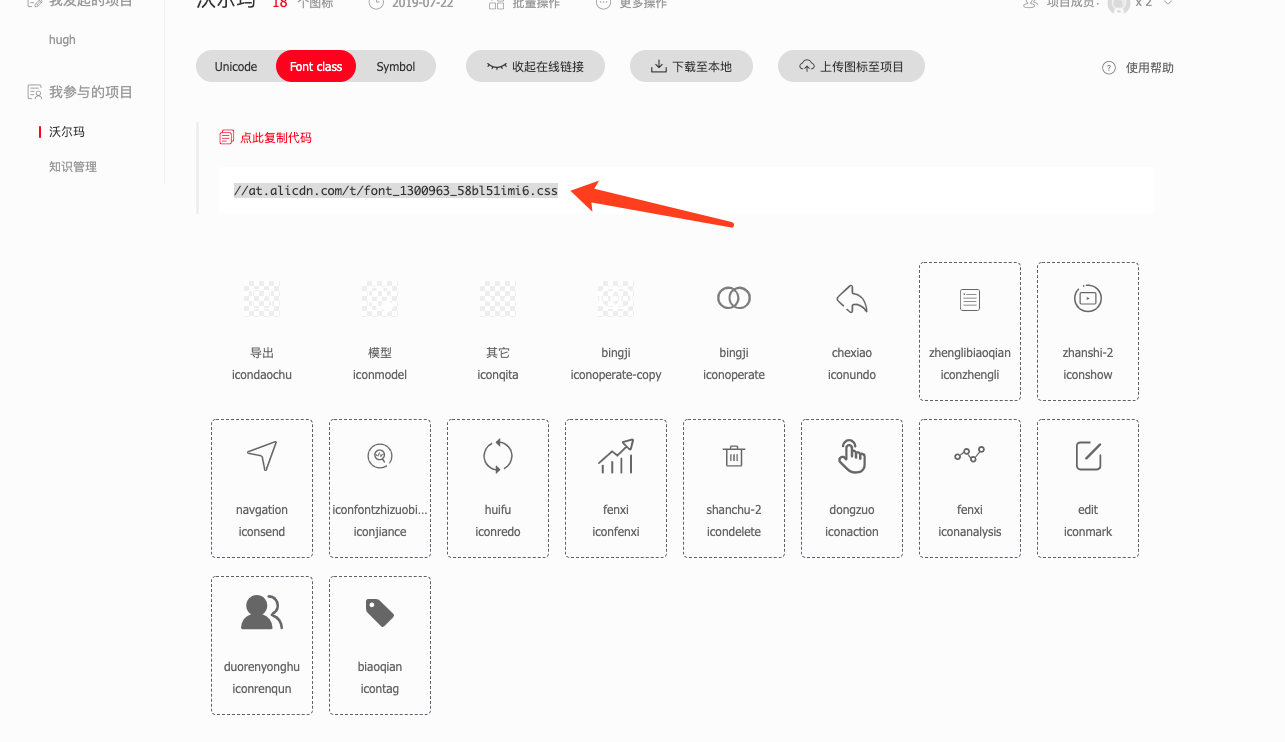 我发起的项目
hugh
我参与的项目
沃尔玛
知识管理
沃尔玛 18 个图标 2019-07-22 批量操作 更多操作 项目成员: x 2
Unicode Font class Symbol 收起在线链接 下载至本地 上传图标至项目 使用帮助
点此复制代码
//at.alicdn.com/t/font_1300963_58bl51imi6.css
导出 模型 其它 bingji bingji chexiao zhenglibiaoqian zhanshi-2
icondaochu iconmodel iconqita iconoperate-copy iconoperate iconundo iconzhengli iconshow
navgation iconfontzhizuobi... huifu fenxi shanchu-2 dongzuo fenxi edit
iconsend iconjiance iconredo iconfenxi icondelete iconaction iconanalysis iconmark
duorenyonghu biaoqian
iconrenqun icontag